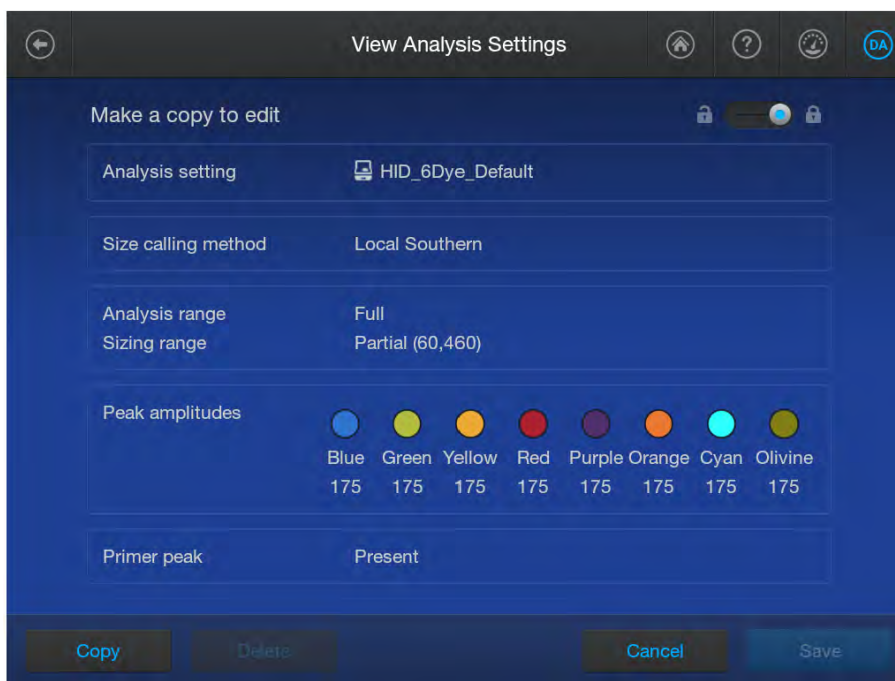 View Analysis Settings
?
DA
Make a copy to edit
Analysis setting HID_6Dye_Default
Size calling method Local Southern
Analysis range Full
Sizing range Partial (60,460)
Peak amplitudes
Blue Green Yellow Red Purple Orange Cyan Olivine
175 175 175 175 175 175 175 175
Primer peak Present
Copy Delete Cancel Save